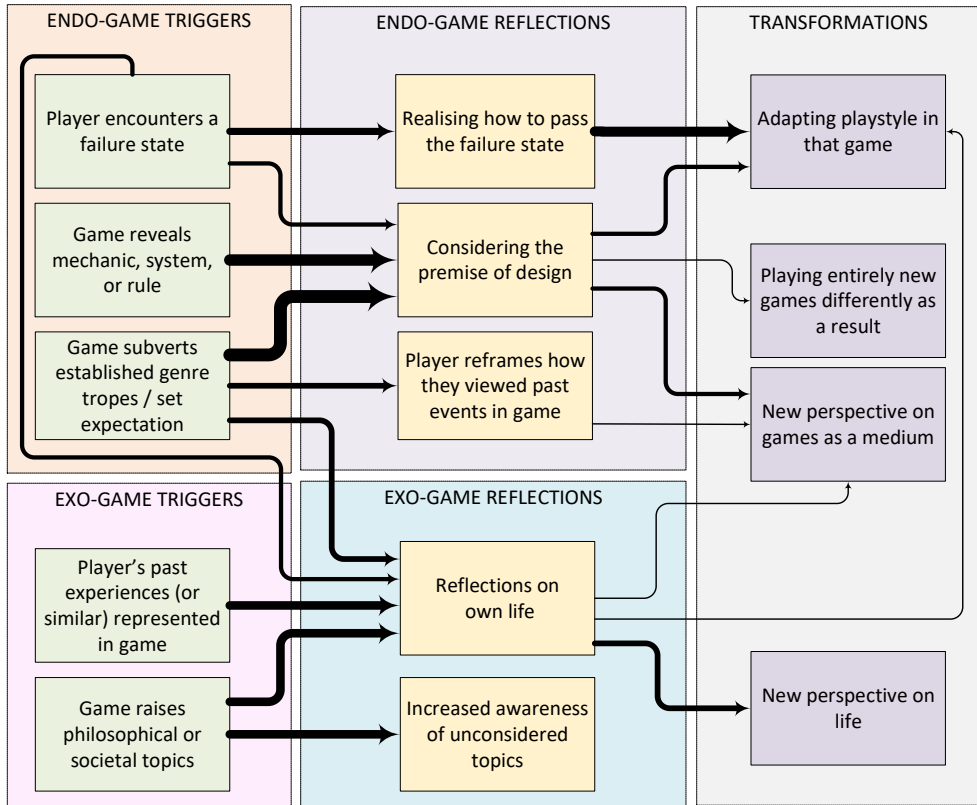 ENDO-GAME TRIGGERS
Player encounters a
failure state
Game reveals
mechanic, system,
or rule
Game subverts
established genre
tropes / set
expectation
ENDO-GAME REFLECTIONS
Realising how to pass
the failure state
Considering the
premise of design
Player reframes how
they viewed past
events in game
TRANSFORMATIONS
Adapting playstyle in
that game
Playing entirely new
games differently as
a result
New perspective on
games as a medium
New perspective on
life
EXO-GAME TRIGGERS
Player’s past
experiences (or
similar) represented
in game
Game raises
philosophical or
societal topics
EXO-GAME REFLECTIONS
Reflections on
own life
Increased awareness
of unconsidered
topics